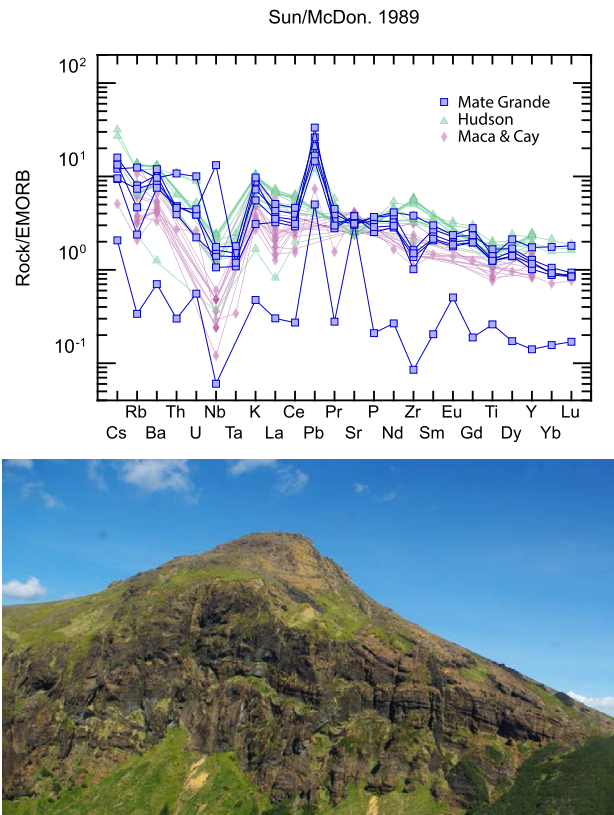 Sun/McDon. 1989
10²
10¹
10⁰
10⁻¹
Rock/EMORB
Mate Grande
Hudson
Maca & Cay
Rb Th Nb K Ce Pr P Zr Eu Ti Y Lu
Cs Ba U Ta La Pb Sr Nd Sm Gd Dy Yb